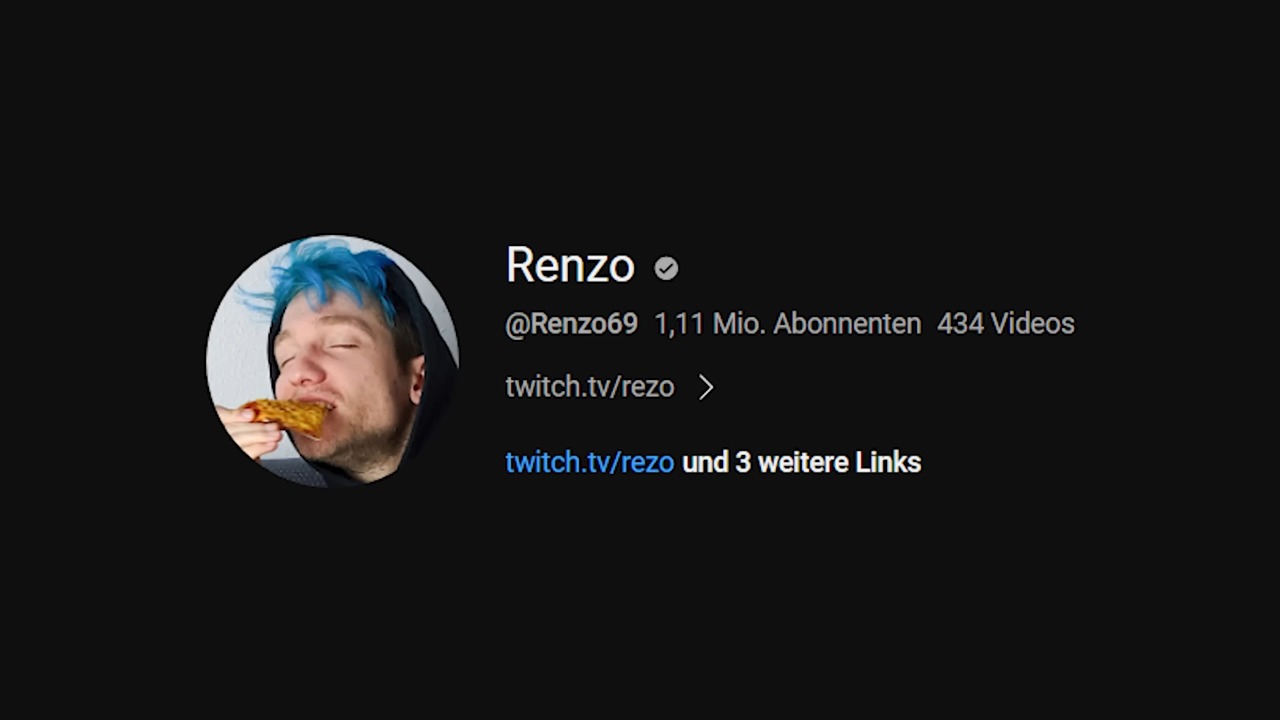 Renzo
@Renzo69 1,11 Mio. Abonnenten 434 Videos
twitch.tv/rezo
twitch.tv/rezo und 3 weitere Links